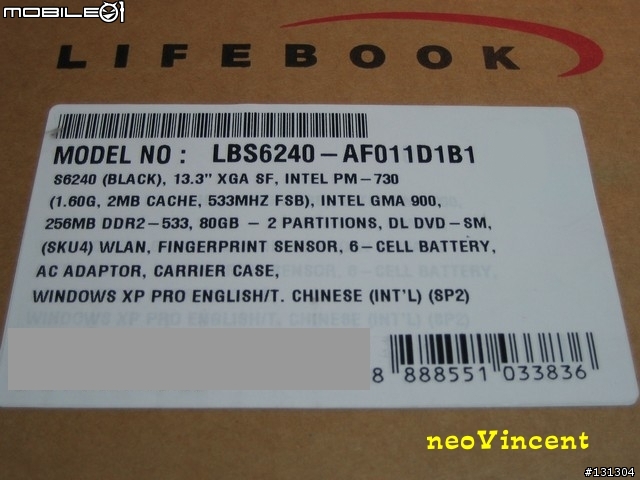 MOBILE01
LIFEBOOK
MODEL NO : LBS6240-AF011D1B1
S6240 (BLACK), 13.3" XGA SF, INTEL PM-730
(1.60G, 2MB CACHE, 533MHZ FSB), INTEL GMA 900,
256MB DDR2-533, 80GB - 2 PARTITIONS, DL DVD-SM,
(SKU4) WLAN, FINGERPRINT SENSOR, 6-CELL BATTERY,
AC ADAPTOR, CARRIER CASE,
WINDOWS XP PRO ENGLISH/T. CHINESE (INT'L) (SP2)
8 888551 033836
neoVincent
#131304